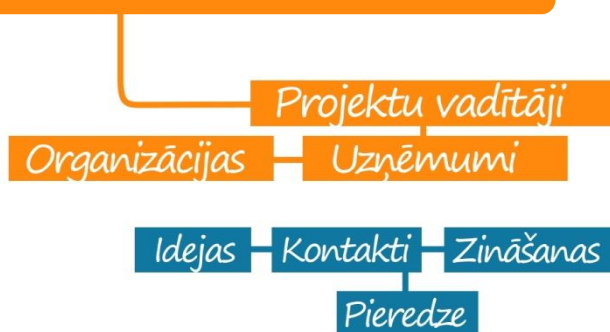 Projektu vadītāji
Organizācijas Uzņēmumi
Idejas Kontakti Zināšanas
Pieredze